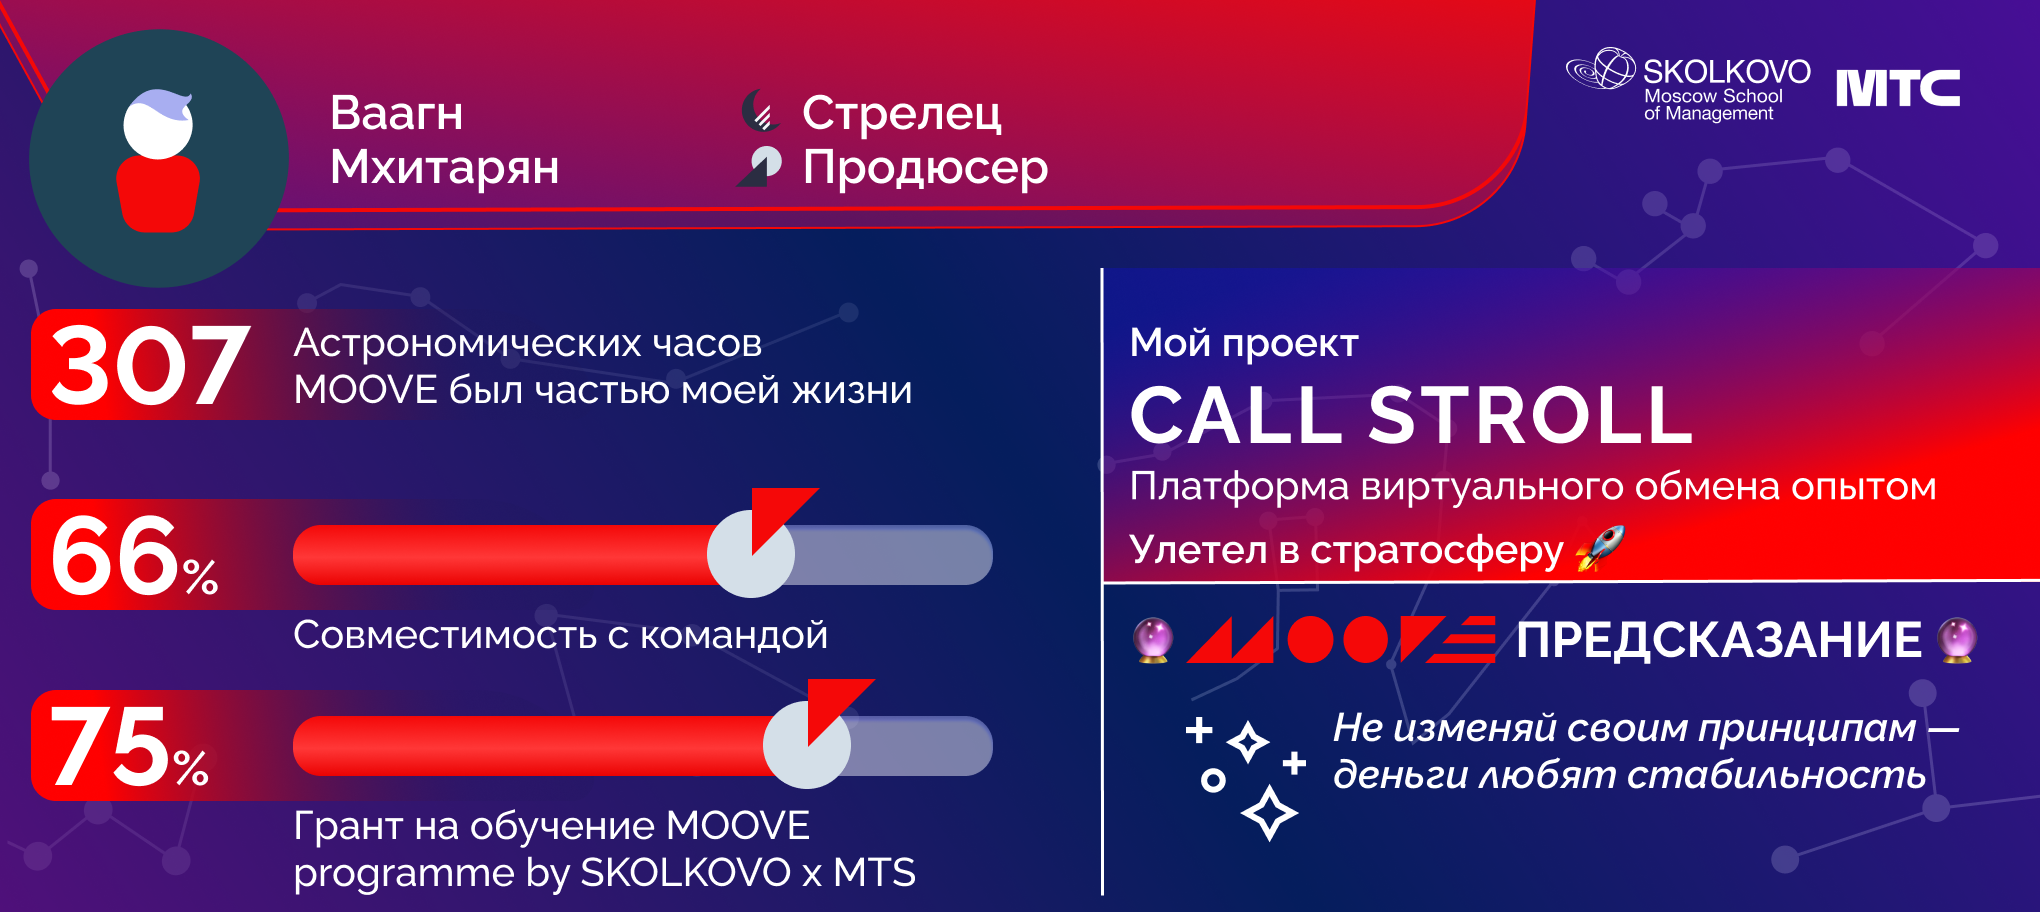 Ваагн
Мхитарян
Стрелец
Продюсер
SKOLKOVO
Moscow School
of Management
МТС
307
Астрономических часов
MOOVE был частью моей жизни
66%
Совместимость с командой
75%
Грант на обучение MOOVE
programme by SKOLKOVO x MTS
Мой проект
CALL STROLL
Платформа виртуального обмена опытом
Улетел в стратосферу 🚀
🔮 MOOVE ПРЕДСКАЗАНИЕ 🔮
Не изменяй своим принципам —
деньги любят стабильность